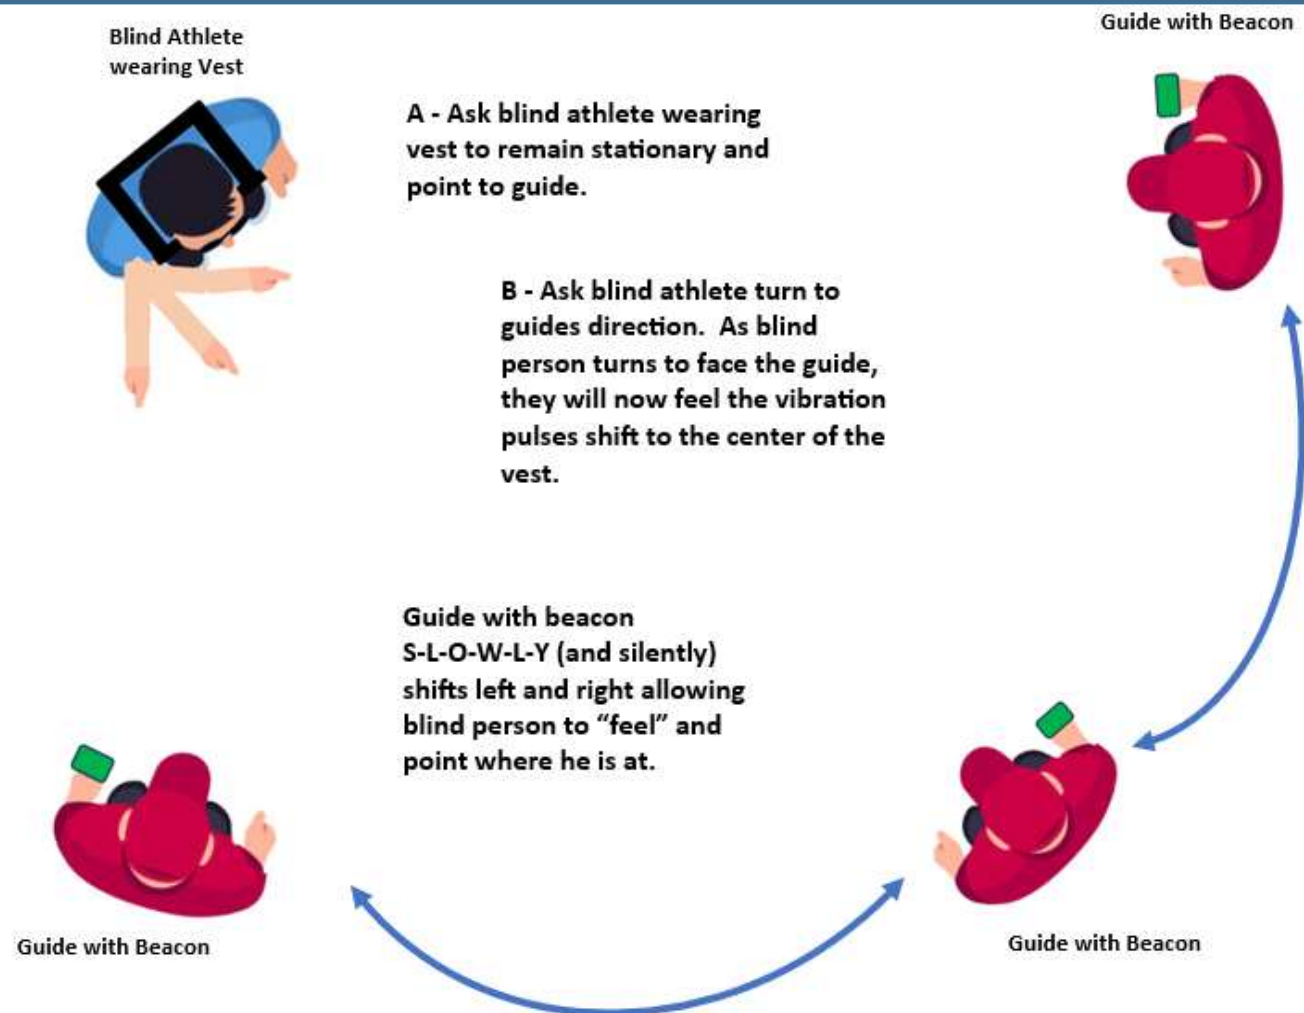 Blind Athlete
wearing Vest
Guide with Beacon
A - Ask blind athlete wearing
vest to remain stationary and
point to guide.
B - Ask blind athlete turn to
guides direction.  As blind
person turns to face the guide,
they will now feel the vibration
pulses shift to the center of the
vest.
Guide with beacon
S-L-O-W-L-Y (and silently)
shifts left and right allowing
blind person to “feel” and
point where he is at.
Guide with Beacon
Guide with Beacon